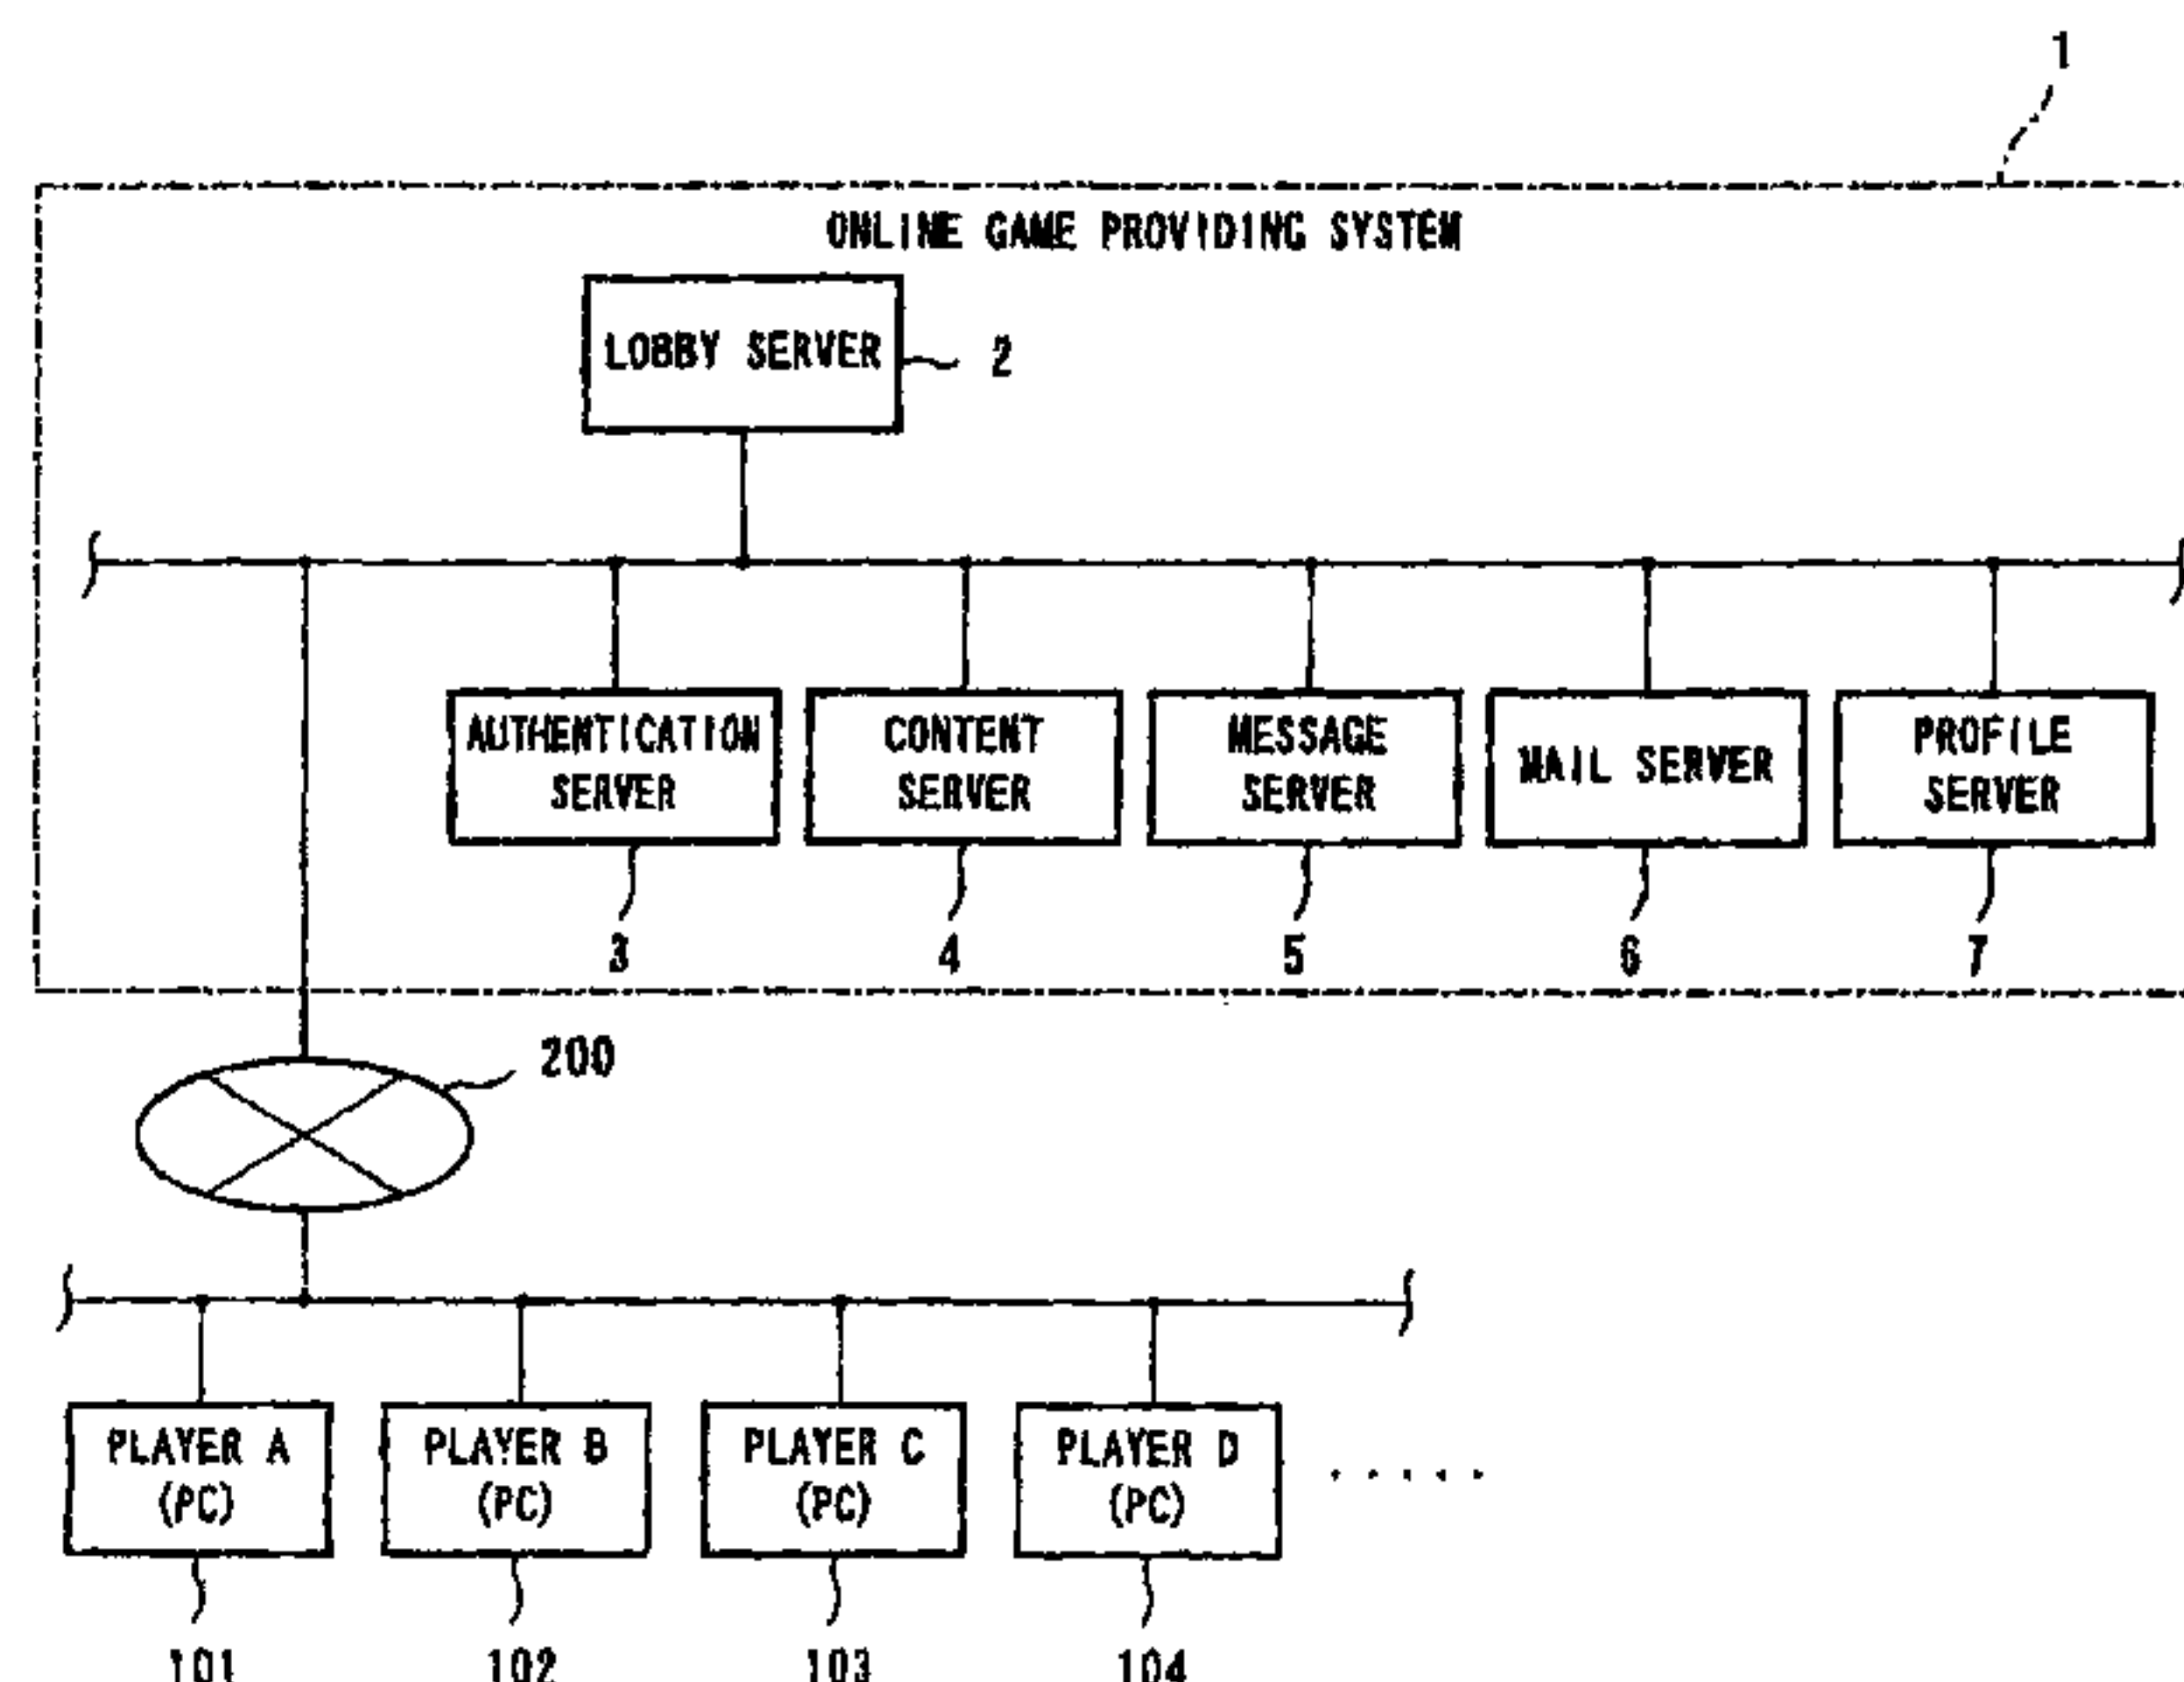 1
ONLINE GAME PROVIDING SYSTEM
LOBBY SERVER
2
AUTHENTICATION
SERVER
CONTENT
SERVER
MESSAGE
SERVER
MAIL SERVER
PROFILE
SERVER
3
4
5
6
7
200
PLAYER A
(PC)
PLAYER B
(PC)
PLAYER C
(PC)
PLAYER D
(PC)
.....
101
102
103
104